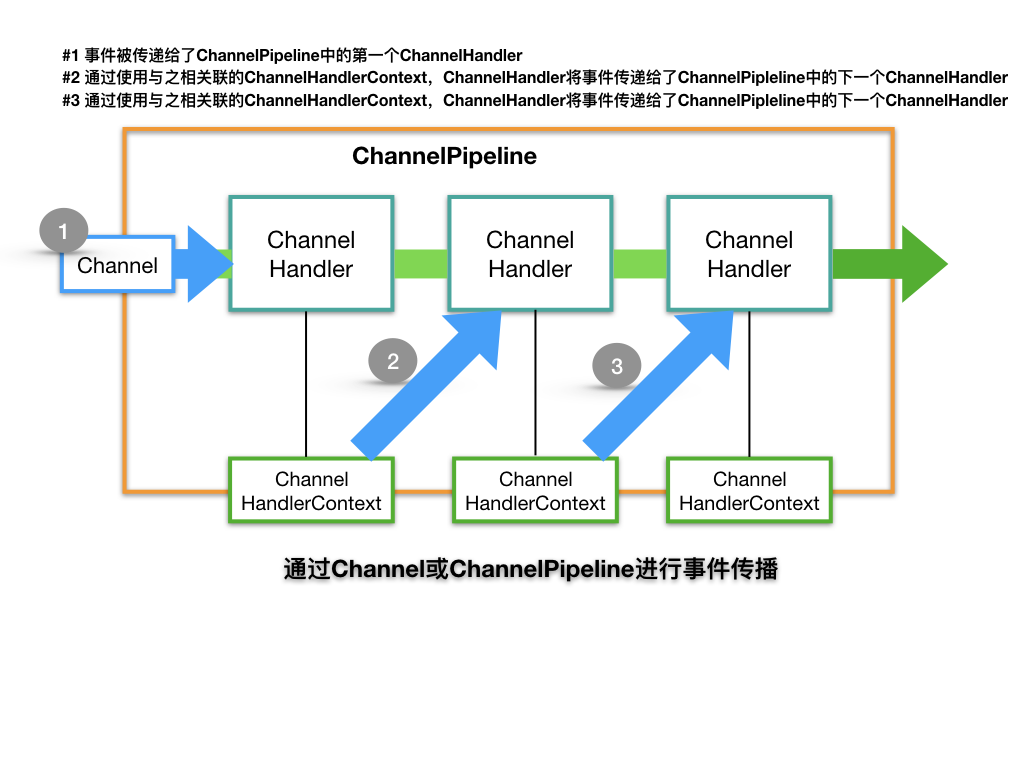 #1 事件被传递给了ChannelPipeline中的第一个ChannelHandler
#2 通过使用与之相关联的ChannelHandlerContext，ChannelHandler将事件传递给了ChannelPipleline中的下一个ChannelHandler
#3 通过使用与之相关联的ChannelHandlerContext，ChannelHandler将事件传递给了ChannelPipleline中的下一个ChannelHandler
ChannelPipeline
1
Channel
Channel
Handler
Channel
Handler
Channel
Handler
2
3
Channel
HandlerContext
Channel
HandlerContext
Channel
HandlerContext
通过Channel或ChannelPipeline进行事件传播